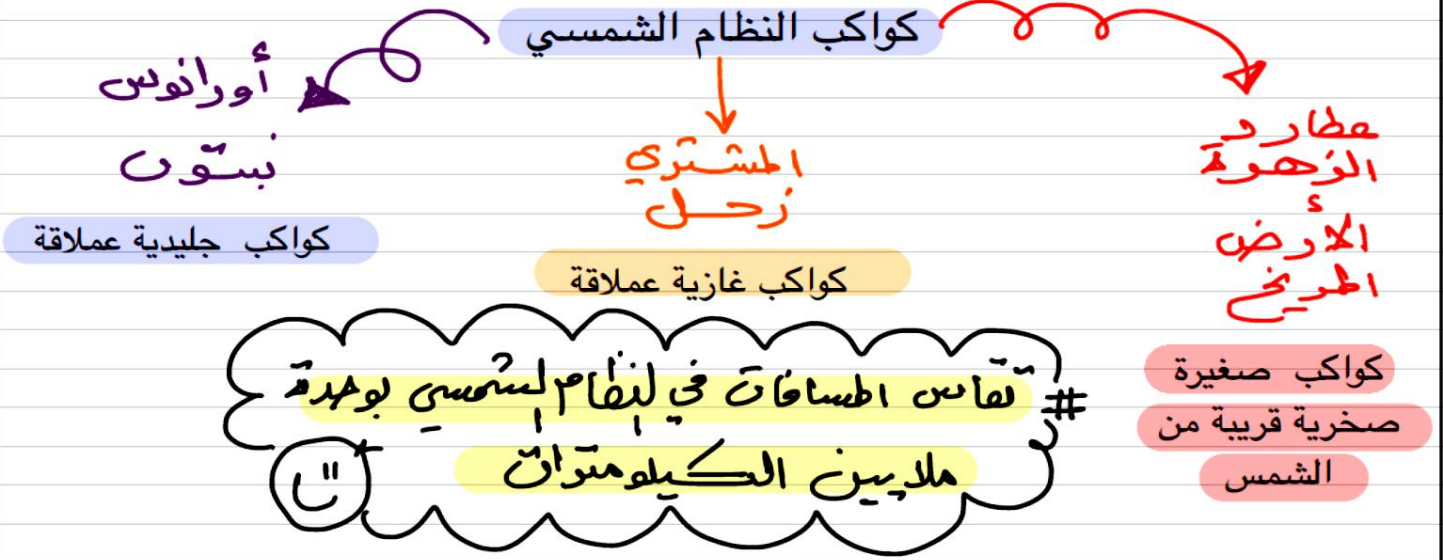 كواكب النظام الشمسي
عطارد
الزهرة
الأرض
المريخ
كواكب صغيرة
صخرية قريبة من
الشمس
المشتري
زحل
كواكب غازية عملاقة
أورانوس
نبتون
كواكب جليدية عملاقة
# تقاس المسافات في النظام الشمسي بوحدة
ملايين الكيلومترات